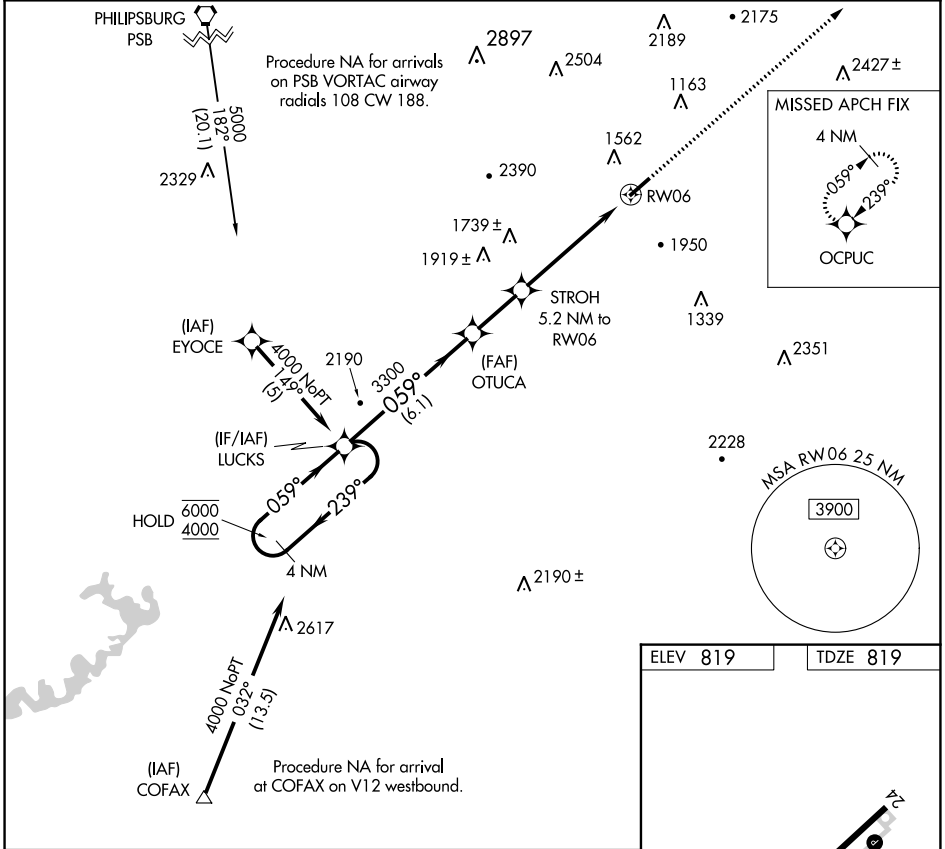 PHILIPSBURG
PSB
Procedure NA for arrivals
on PSB VORTAC airway
radials 108 CW 188.
2897
2504
2189
2175
2427±
1163
1562
MISSED APCH FIX
4 NM
059°
239°
OCPUC
5000
182°
(20.1)
2329
2390
RW06
1739±
1919±
1950
STROH
5.2 NM to
RW06
1339
2351
(IAF)
EYOCE
4000 NoPT
149°
(5)
2190
3300
059°
(6.1)
(FAF)
OTUCA
(IF/IAF)
LUCKS
2228
059°
239°
HOLD
6000
4000
4 NM
MSA RW06 25 NM
3900
2190±
2617
4000 NoPT
032°
(13.5)
(IAF)
COFAX
Procedure NA for arrival
at COFAX on V12 westbound.
ELEV 819
TDZE 819
24
P